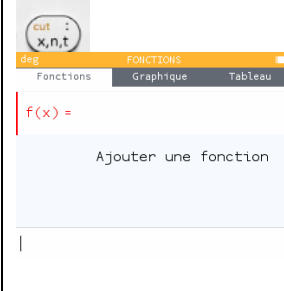 cut :
x,n,t
deg FONCTIONS
Fonctions Graphique Tableau
f(x) =
Ajouter une fonction